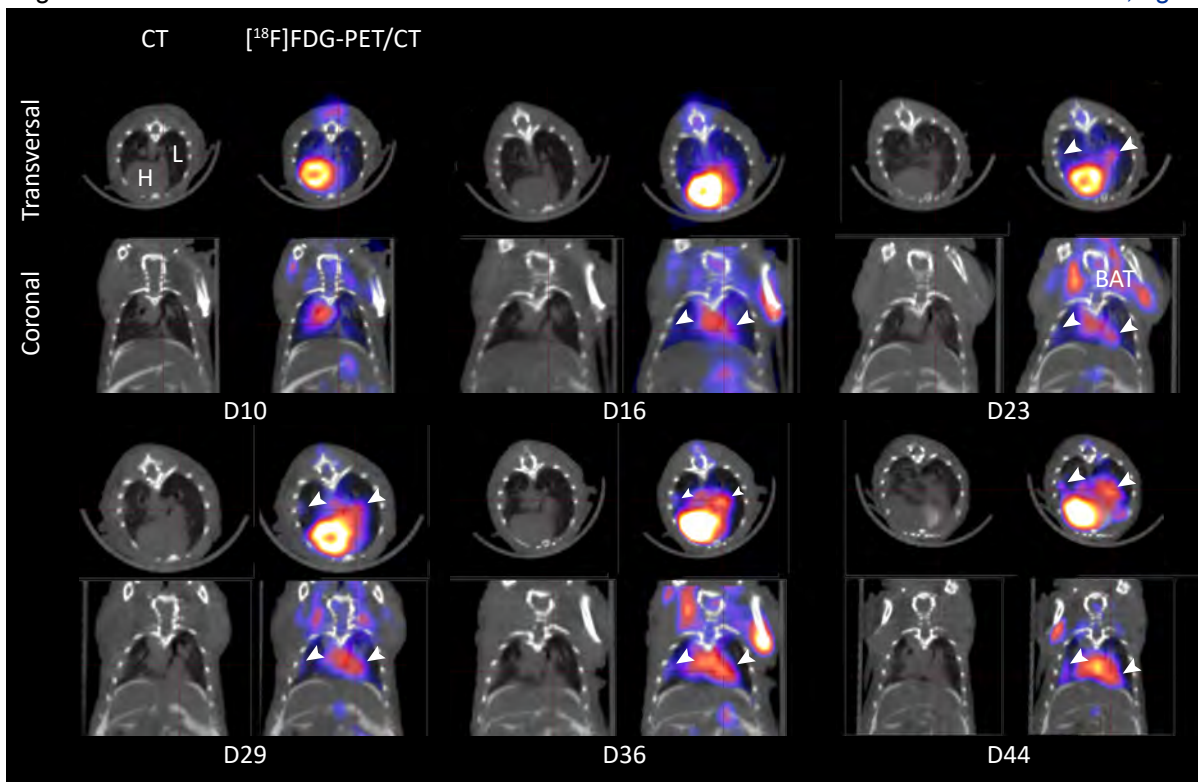 CT
[¹⁸F]FDG-PET/CT
Transversal
H
L
Coronal
BAT
D10
D16
D23
D29
D36
D44